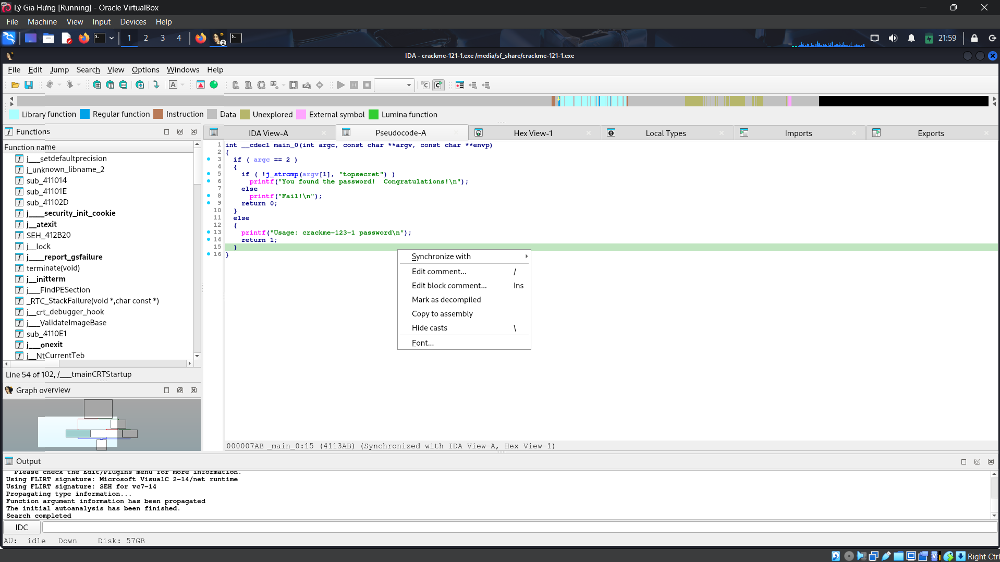 Lý Gia Hưng [Running] - Oracle VirtualBox
File Machine View Input Devices Help
1 2 3 4 2 21:59
IDA - crackme-121-1.exe /media/sf_share/crackme-121-1.exe
File Edit Jump Search View Options Windows Help
Library function Regular function Instruction Data Unexplored External symbol Lumina function
Functions
Function name
j___setdefaultprecision
j_unknown_libname_2
sub_411014
sub_41101E
sub_41102D
j____security_init_cookie
j__atexit
SEH_412B20
j__lock
j____report_gsfailure
terminate(void)
j__initterm
j___FindPESection
_RTC_StackFailure(void *,char const *)
j__crt_debugger_hook
j___ValidateImageBase
sub_4110E1
j___onexit
j__NtCurrentTeb
Line 54 of 102, /___tmainCRTStartup
Graph overview
IDA View-A Pseudocode-A Hex View-1 Local Types Imports Exports
1 int __cdecl main_0(int argc, const char **argv, const char **envp)
2 {
3 if ( argc == 2 )
4 {
5 if ( !j_strcmp(argv[1], "topsecret") )
6 printf("You found the password!  Congratulations!\n");
7 else
8 printf("Fail!\n");
9 return 0;
10 }
11 else
12 {
13 printf("Usage: crackme-123-1 password\n");
14 return 1;
15 }
16 }
Synchronize with
Edit comment... /
Edit block comment... Ins
Mark as decompiled
Copy to assembly
Hide casts \
Font...
000007AB _main_0:15 (4113AB) (Synchronized with IDA View-A, Hex View-1)
Output
Please check the Edit/Plugins menu for more information.
Using FLIRT signature: Microsoft VisualC 2-14/net runtime
Using FLIRT signature: SEH for vc7-14
Propagating type information...
Function argument information has been propagated
The initial autoanalysis has been finished.
Search completed
IDC
AU: idle Down Disk: 57GB
Right Ctrl